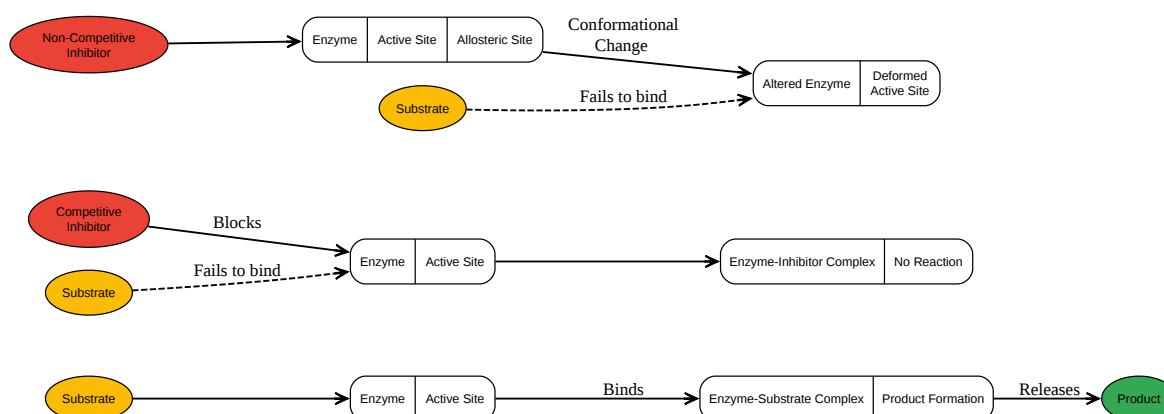 Non-Competitive
Inhibitor
Enzyme
Active Site
Allosteric Site
Conformational
Change
Altered Enzyme
Deformed
Active Site
Substrate
Fails to bind
Competitive
Inhibitor
Blocks
Substrate
Fails to bind
Enzyme
Active Site
Enzyme-Inhibitor Complex
No Reaction
Substrate
Enzyme
Active Site
Binds
Enzyme-Substrate Complex
Product Formation
Releases
Product